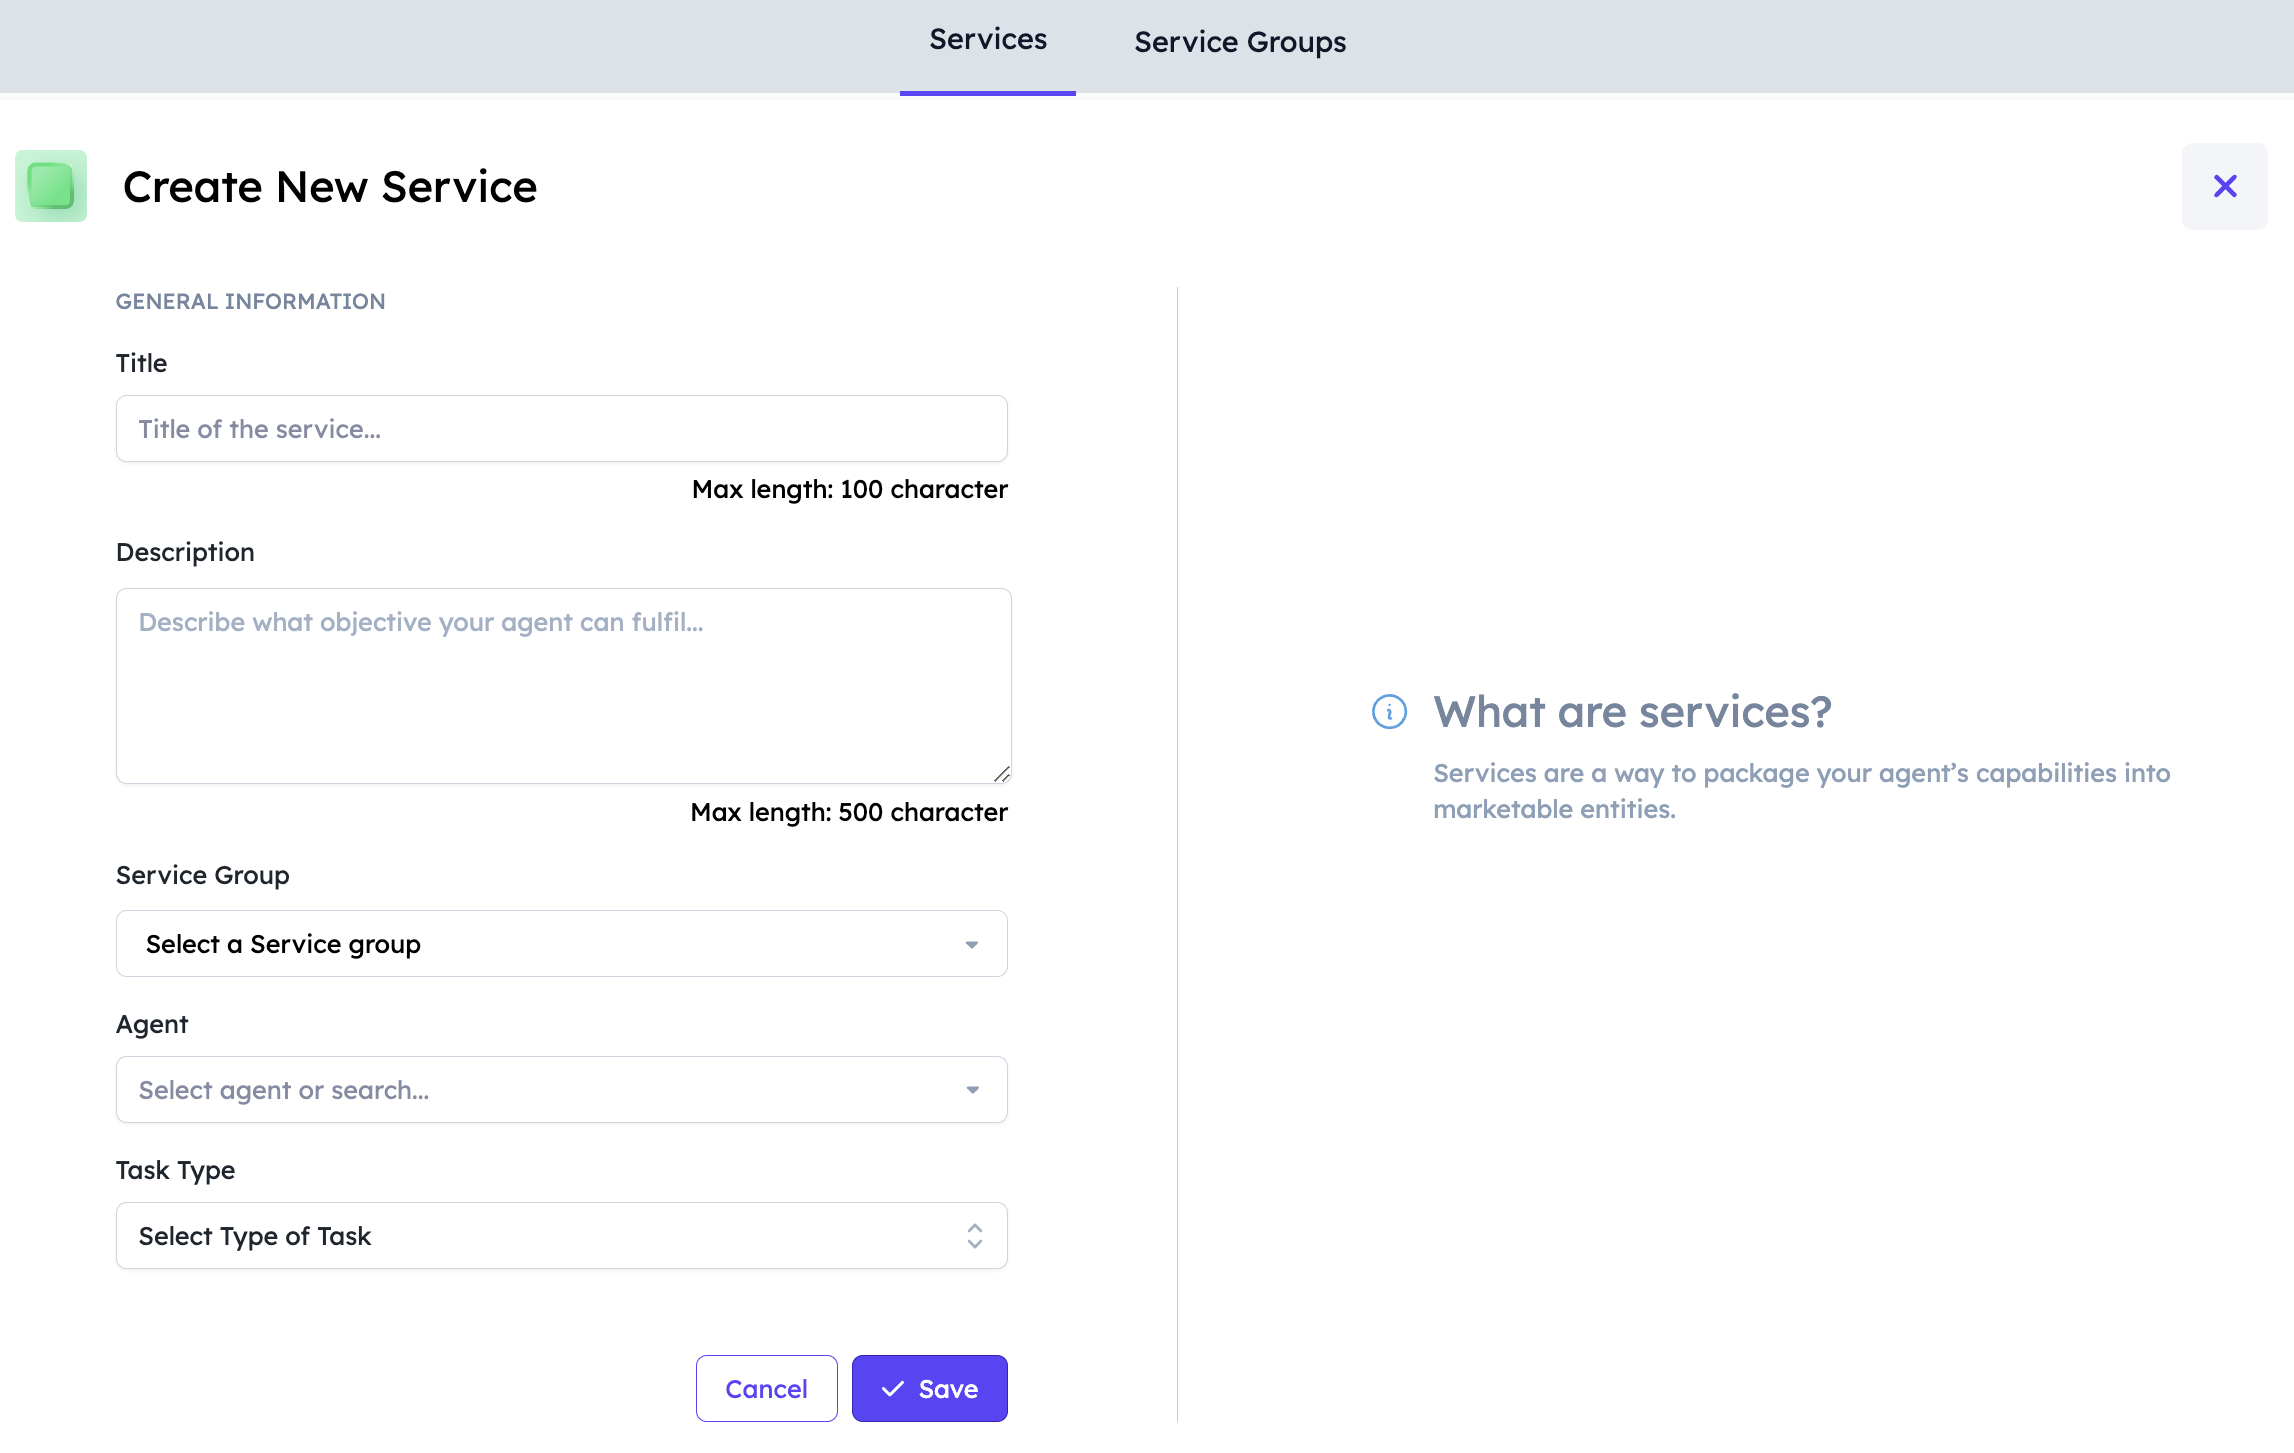 Services
Service Groups
Create New Service
GENERAL INFORMATION
Title
Title of the service...
Max length: 100 character
Description
Describe what objective your agent can fulfil...
Max length: 500 character
Service Group
Select a Service group
Agent
Select agent or search...
Task Type
Select Type of Task
Cancel
Save
What are services?
Services are a way to package your agent’s capabilities into
marketable entities.